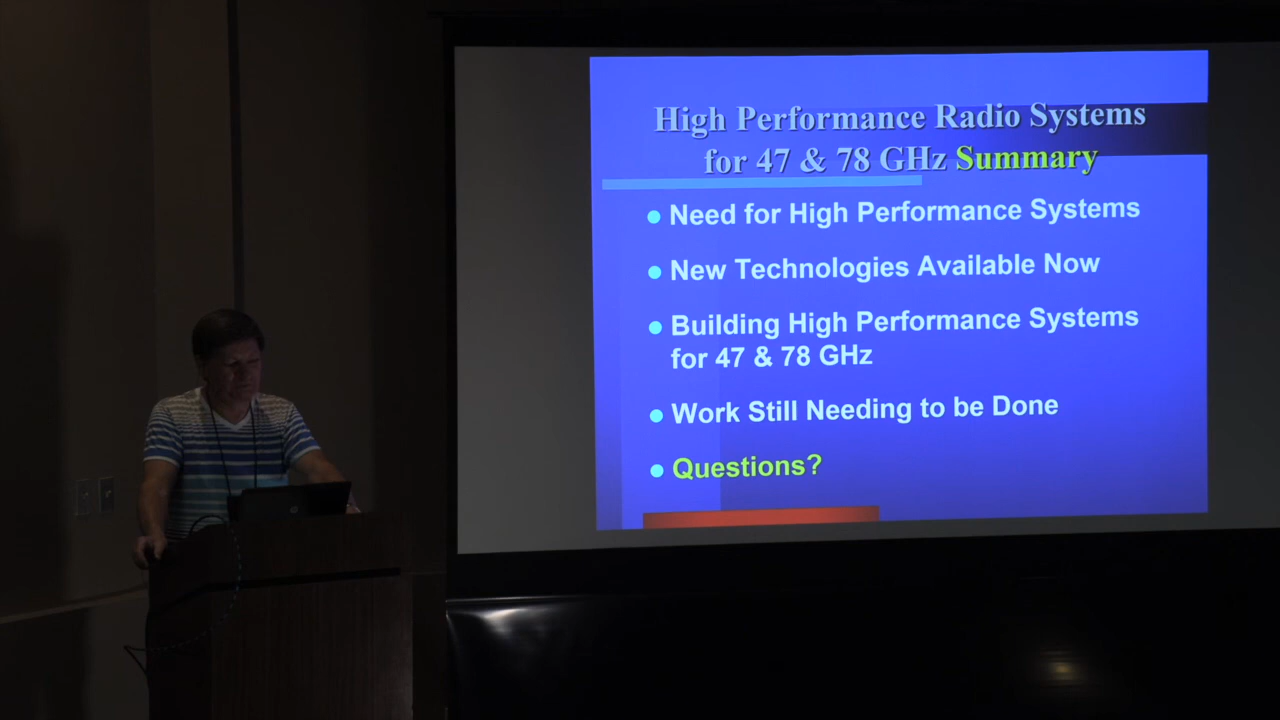 High Performance Radio Systems
for 47 & 78 GHz Summary
Need for High Performance Systems
New Technologies Available Now
Building High Performance Systems
for 47 & 78 GHz
Work Still Needing to be Done
Questions?